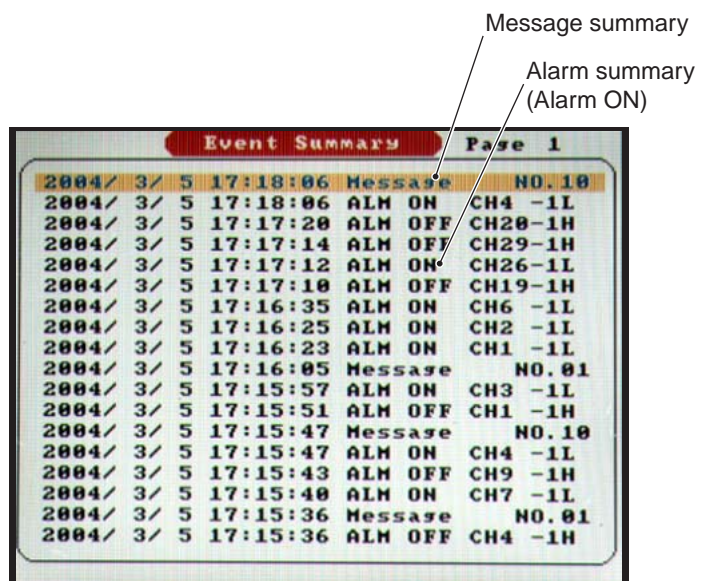 Message summary
Alarm summary
(Alarm ON)
Event Summary Page 1
2004/ 3/ 5 17:18:06 Message NO.10
2004/ 3/ 5 17:18:06 ALM ON CH4 -1L
2004/ 3/ 5 17:17:20 ALM OFF CH20-1H
2004/ 3/ 5 17:17:14 ALM OFF CH29-1H
2004/ 3/ 5 17:17:12 ALM ON CH26-1L
2004/ 3/ 5 17:17:10 ALM OFF CH19-1H
2004/ 3/ 5 17:16:35 ALM ON CH6 -1L
2004/ 3/ 5 17:16:25 ALM ON CH2 -1L
2004/ 3/ 5 17:16:23 ALM ON CH1 -1L
2004/ 3/ 5 17:16:05 Message NO.01
2004/ 3/ 5 17:15:57 ALM ON CH3 -1L
2004/ 3/ 5 17:15:51 ALM OFF CH1 -1H
2004/ 3/ 5 17:15:47 Message NO.10
2004/ 3/ 5 17:15:47 ALM ON CH4 -1L
2004/ 3/ 5 17:15:43 ALM OFF CH9 -1H
2004/ 3/ 5 17:15:40 ALM ON CH7 -1L
2004/ 3/ 5 17:15:36 Message NO.01
2004/ 3/ 5 17:15:36 ALM OFF CH4 -1H